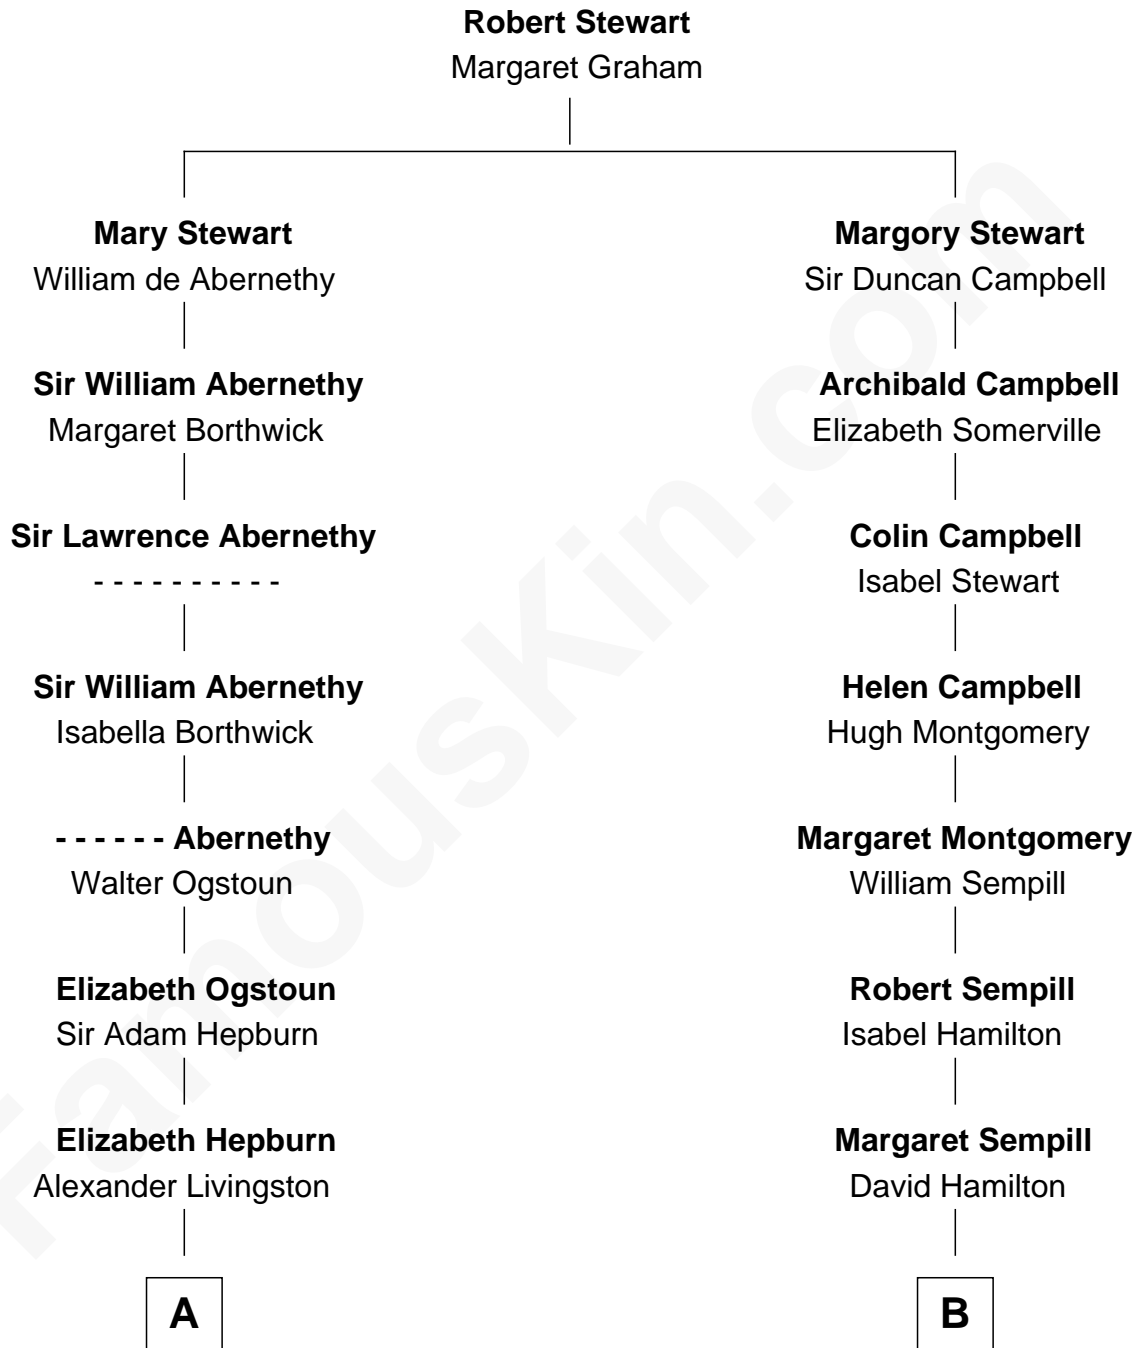 Robert Stewart
Margaret Graham
Mary Stewart
William de Abernethy
Margory Stewart
Sir Duncan Campbell
Sir William Abernethy
Margaret Borthwick
Archibald Campbell
Elizabeth Somerville
Sir Lawrence Abernethy
- - - - - - - - - -
Colin Campbell
Isabel Stewart
Sir William Abernethy
Isabella Borthwick
Helen Campbell
Hugh Montgomery
- - - - - - Abernethy
Walter Ogstoun
Margaret Montgomery
William Sempill
Elizabeth Ogstoun
Sir Adam Hepburn
Robert Sempill
Isabel Hamilton
Elizabeth Hepburn
Alexander Livingston
Margaret Sempill
David Hamilton
A
B
FamousKin.com